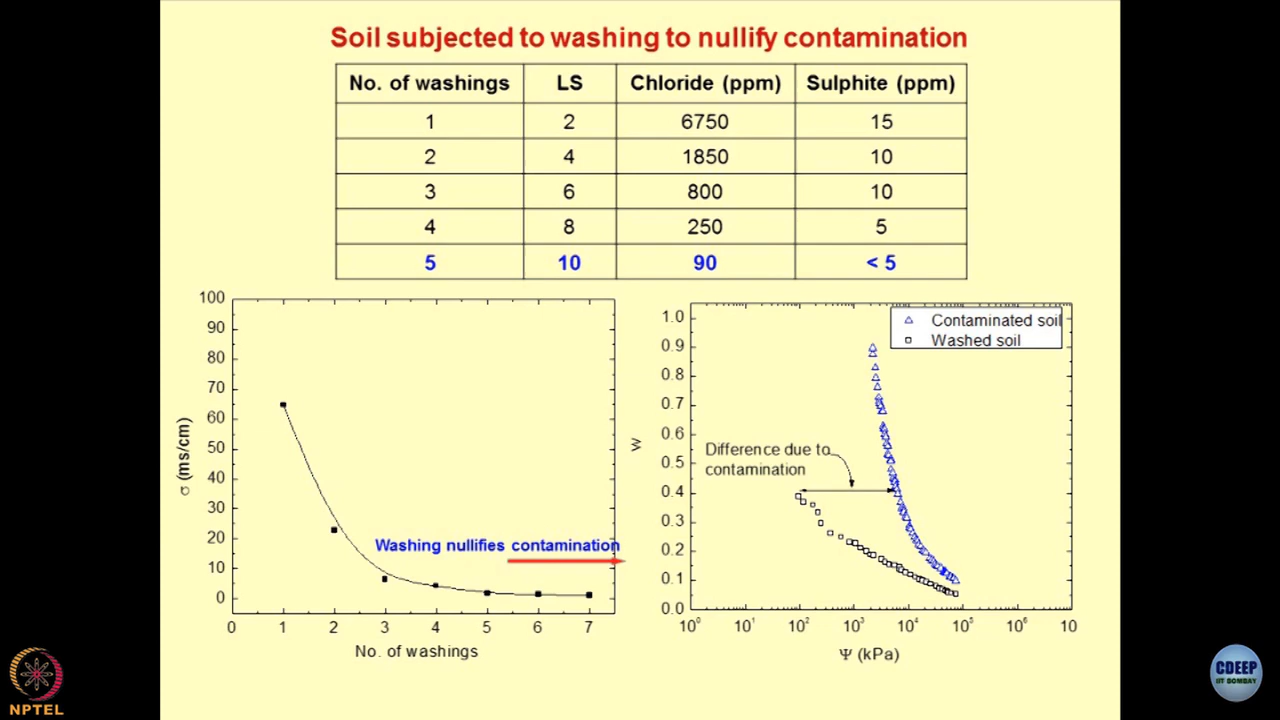 Soil subjected to washing to nullify contamination
No. of washings LS Chloride (ppm) Sulphite (ppm)
1 2 6750 15
2 4 1850 10
3 6 800 10
4 8 250 5
5 10 90 < 5
100
90
80
70
60
50
40
30
20
10
0
σ (ms/cm)
Washing nullifies contamination
0 1 2 3 4 5 6 7
No. of washings
1.0
0.9
0.8
0.7
0.6
0.5
0.4
0.3
0.2
0.1
0.0
w
Contaminated soil
Washed soil
Difference due to
contamination
10⁰ 10¹ 10² 10³ 10⁴ 10⁵ 10⁶ 10
Ψ (kPa)
NPTEL
CDEEP
IIT BOMBAY